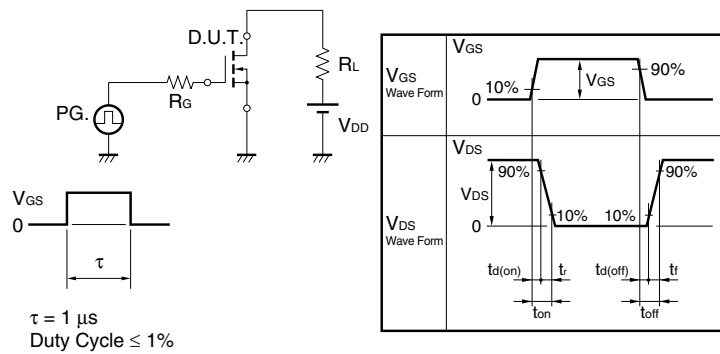 D.U.T.
RL
RG
PG.
VDD
VGS
0
τ
τ = 1 μs
Duty Cycle ≤ 1%
VGS
Wave Form
VGS
10%
0
VGS
90%
VDS
Wave Form
VDS
90%
VDS
0
10%
10%
90%
td(on)
tr
td(off)
tf
ton
toff